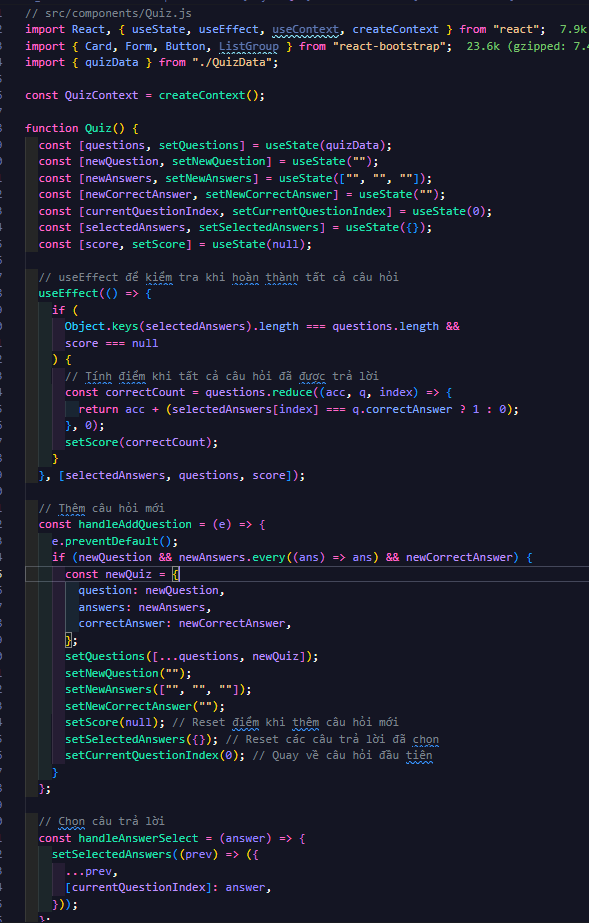 // src/components/Quiz.js
import React, { useState, useEffect, useContext, createContext } from "react";  7.9k
import { Card, Form, Button, ListGroup } from "react-bootstrap";  23.6k (gzipped: 7.4
import { quizData } from "./QuizData";
const QuizContext = createContext();
function Quiz() {
const [questions, setQuestions] = useState(quizData);
const [newQuestion, setNewQuestion] = useState("");
const [newAnswers, setNewAnswers] = useState(["", "", ""]);
const [newCorrectAnswer, setNewCorrectAnswer] = useState("");
const [currentQuestionIndex, setCurrentQuestionIndex] = useState(0);
const [selectedAnswers, setSelectedAnswers] = useState({});
const [score, setScore] = useState(null);
// useEffect để kiểm tra khi hoàn thành tất cả câu hỏi
useEffect(() => {
if (
Object.keys(selectedAnswers).length === questions.length &&
score === null
) {
// Tính điểm khi tất cả câu hỏi đã được trả lời
const correctCount = questions.reduce((acc, q, index) => {
return acc + (selectedAnswers[index] === q.correctAnswer ? 1 : 0);
}, 0);
setScore(correctCount);
}
}, [selectedAnswers, questions, score]);
// Thêm câu hỏi mới
const handleAddQuestion = (e) => {
e.preventDefault();
if (newQuestion && newAnswers.every((ans) => ans) && newCorrectAnswer) {
const newQuiz = {
question: newQuestion,
answers: newAnswers,
correctAnswer: newCorrectAnswer,
};
setQuestions([...questions, newQuiz]);
setNewQuestion("");
setNewAnswers(["", "", ""]);
setNewCorrectAnswer("");
setScore(null); // Reset điểm khi thêm câu hỏi mới
setSelectedAnswers({}); // Reset các câu trả lời đã chọn
setCurrentQuestionIndex(0); // Quay về câu hỏi đầu tiên
}
};
// Chọn câu trả lời
const handleAnswerSelect = (answer) => {
setSelectedAnswers((prev) => ({
...prev,
[currentQuestionIndex]: answer,
}));
};